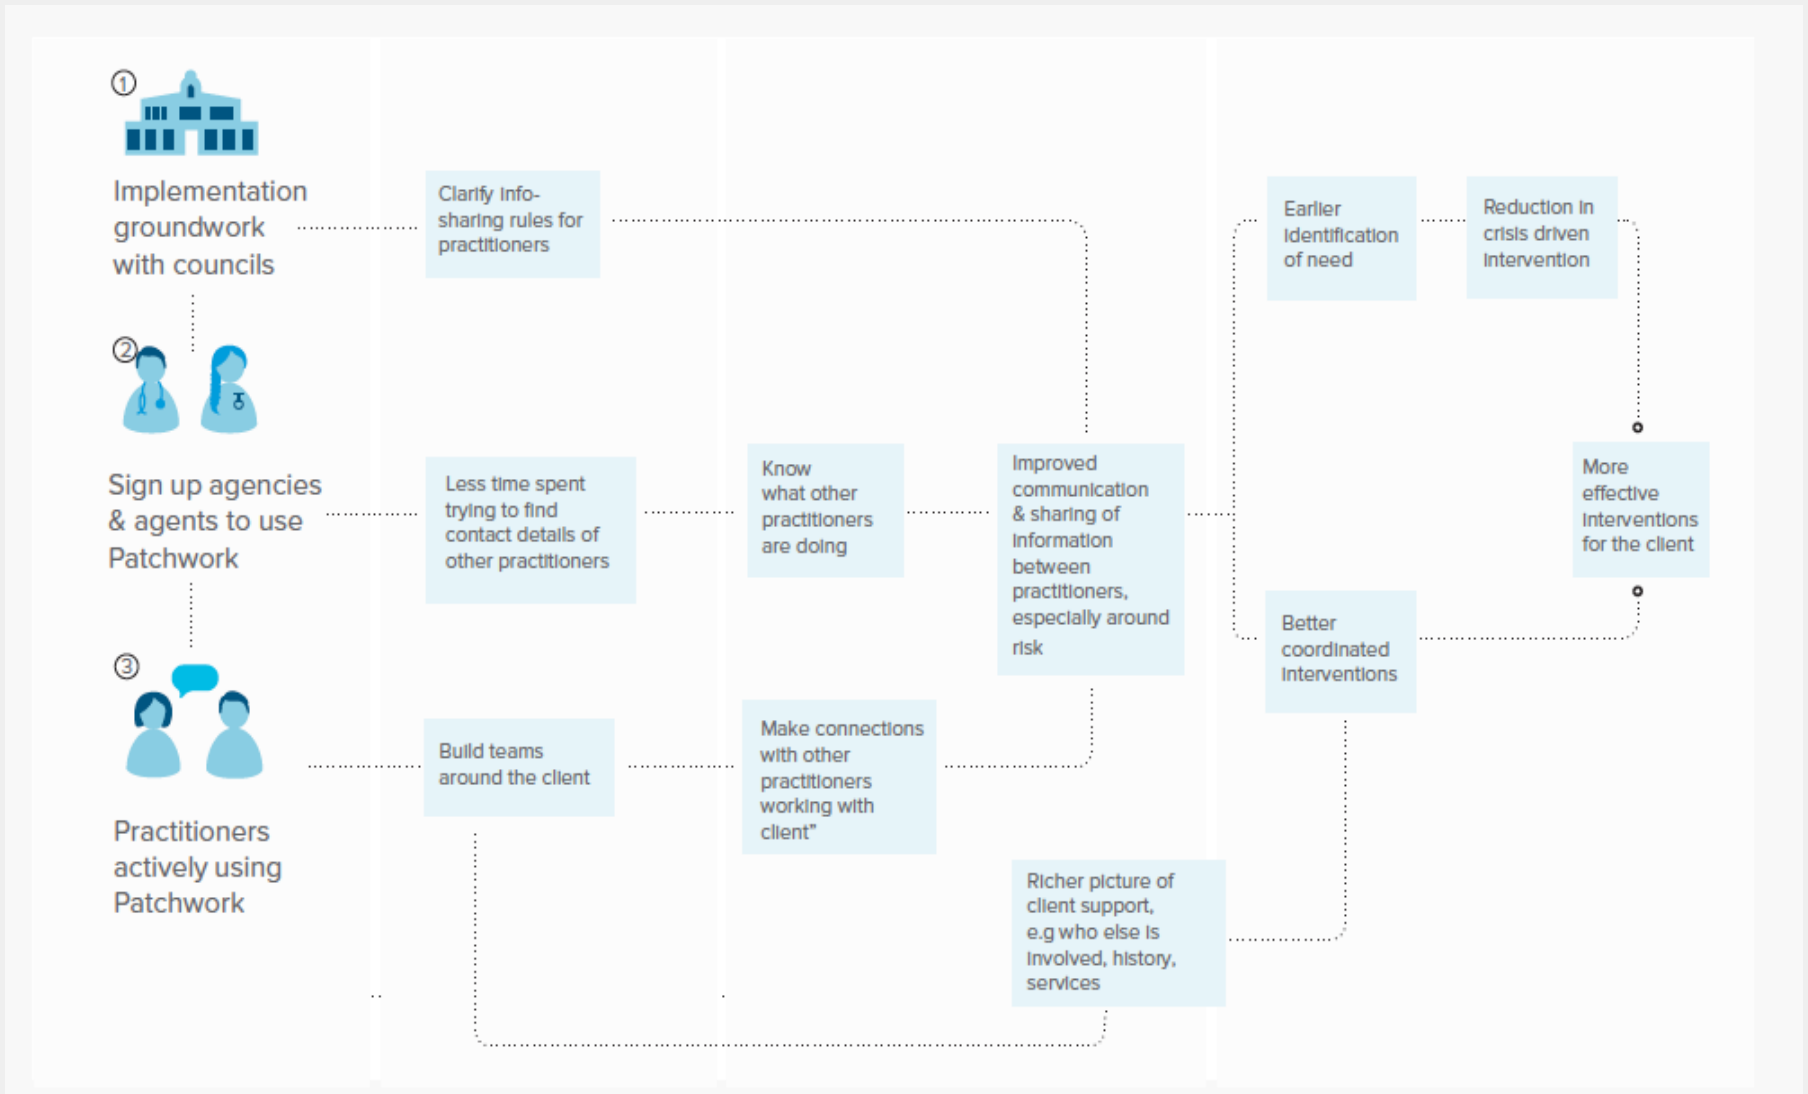 1
Implementation
groundwork
with councils
Clarify info-
sharing rules for
practitioners
Earlier
identification
of need
Reduction in
crisis driven
intervention
2
Sign up agencies
& agents to use
Patchwork
Less time spent
trying to find
contact details of
other practitioners
Know
what other
practitioners
are doing
Improved
communication
& sharing of
information
between
practitioners,
especially around
risk
More
effective
interventions
for the client
Better
coordinated
interventions
3
Practitioners
actively using
Patchwork
Build teams
around the client
Make connections
with other
practitioners
working with
client”
Richer picture of
client support,
e.g who else is
involved, history,
services